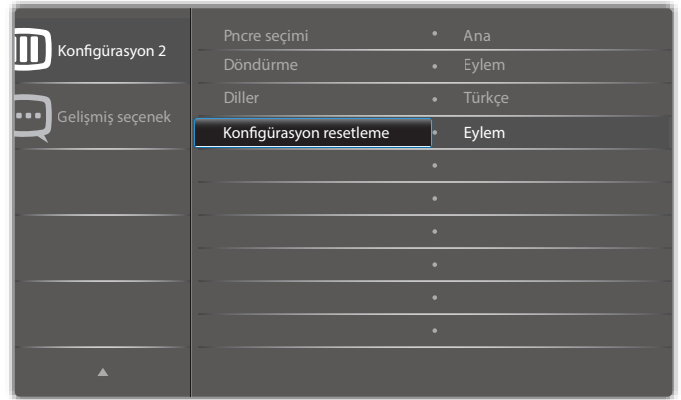 Konfigürasyon 2
Gelişmiş seçenek
Pncre seçimi • Ana
Döndürme • Eylem
Diller • Türkçe
Konfigürasyon resetleme • Eylem